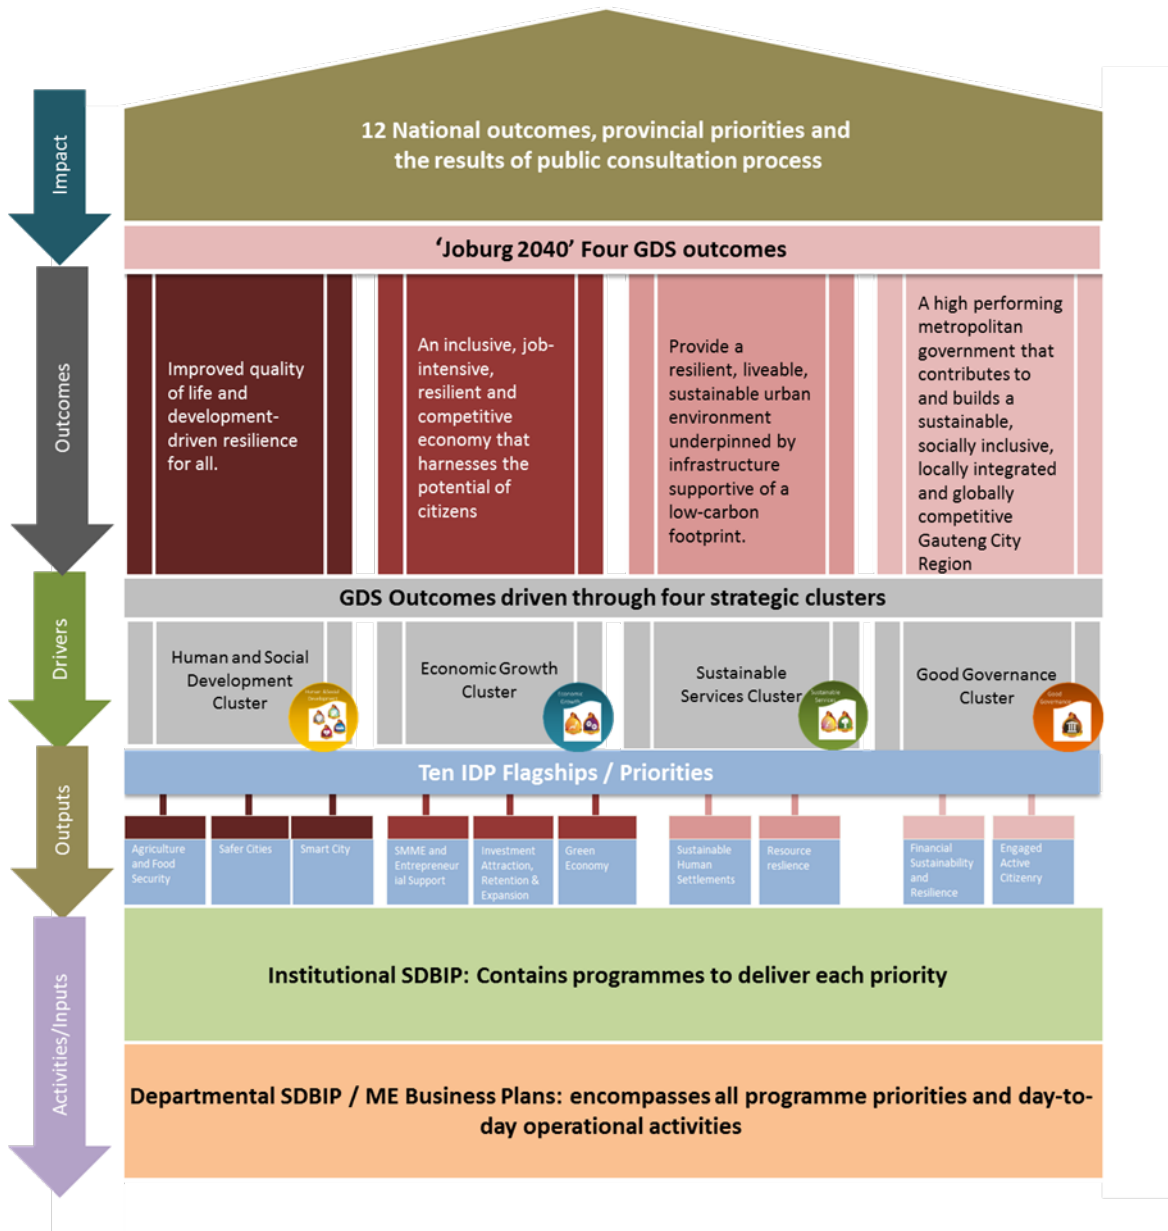 12 National outcomes, provincial priorities and
the results of public consultation process
Impact
'Joburg 2040' Four GDS outcomes
Outcomes
Improved quality
of life and
development-
driven resilience
for all.
An inclusive, job-
intensive,
resilient and
competitive
economy that
harnesses the
potential of
citizens
Provide a
resilient, liveable,
sustainable urban
environment
underpinned by
infrastructure
supportive of a
low-carbon
footprint.
A high performing
metropolitan
government that
contributes to
and builds a
sustainable,
socially inclusive,
locally integrated
and globally
competitive
Gauteng City
Region
GDS Outcomes driven through four strategic clusters
Drivers
Human and Social
Development
Cluster
Economic Growth
Cluster
Economic
Growth
Sustainable
Services Cluster
Sustainable
Services
Good Governance
Cluster
Good
Governance
Ten IDP Flagships / Priorities
Outputs
Agriculture
and Food
Security
Safer Cities
Smart City
SMME and
Entrepreneur
ial Support
Investment
Attraction,
Retention &
Expansion
Green
Economy
Sustainable
Human
Settlements
Resource
reslience
Financial
Sustainability
and
Resilience
Engaged
Active
Citizenry
Activities/Inputs
Institutional SDBIP: Contains programmes to deliver each priority
Departmental SDBIP / ME Business Plans: encompasses all programme priorities and day-to-
day operational activities